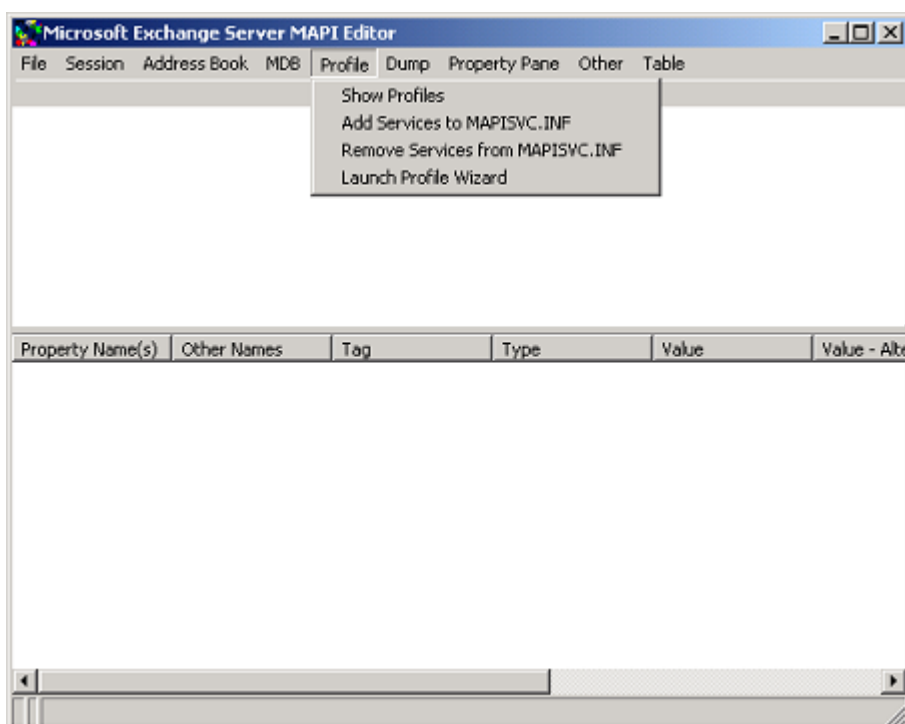 Microsoft Exchange Server MAPI Editor
File Session Address Book MDB Profile Dump Property Pane Other Table
Show Profiles
Add Services to MAPISVC.INF
Remove Services from MAPISVC.INF
Launch Profile Wizard
Property Name(s) Other Names Tag Type Value Value - Alte